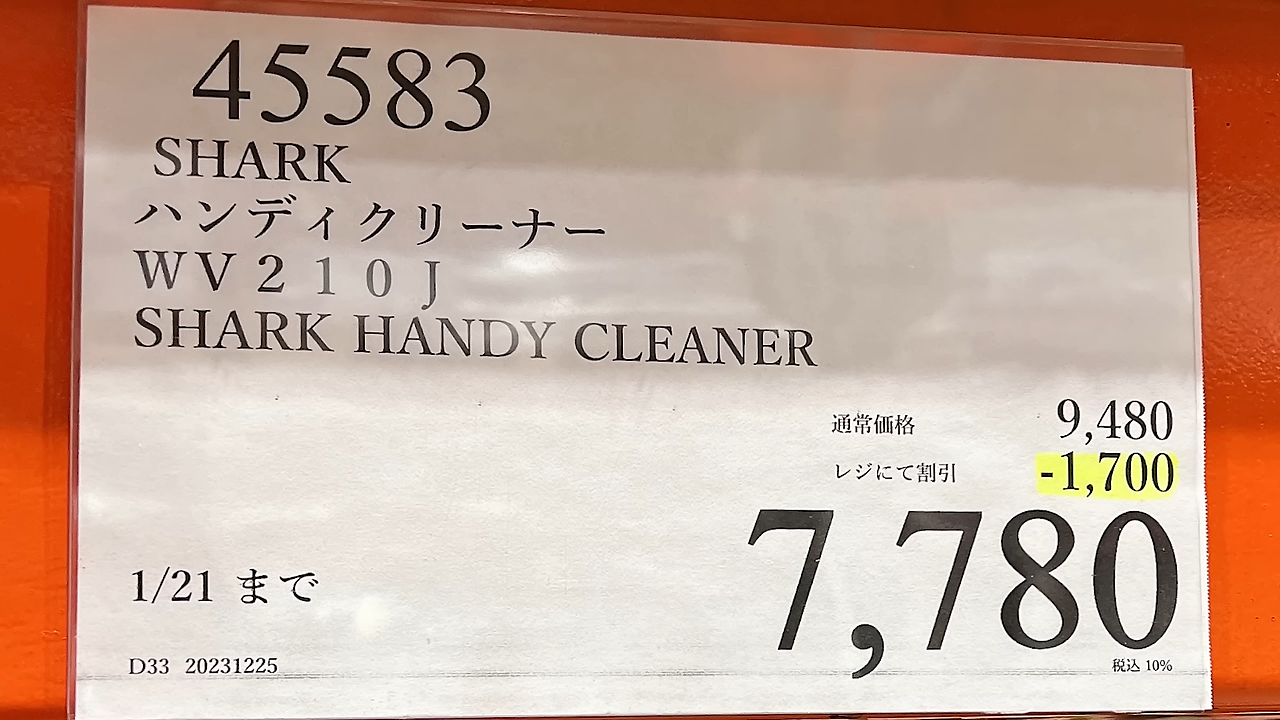 45583
SHARK
ハンディクリーナー
ＷＶ２１０Ｊ
SHARK HANDY CLEANER
通常価格 9,480
レジにて割引 -1,700
7,780
1/21 まで
D33 20231225
税込 10%